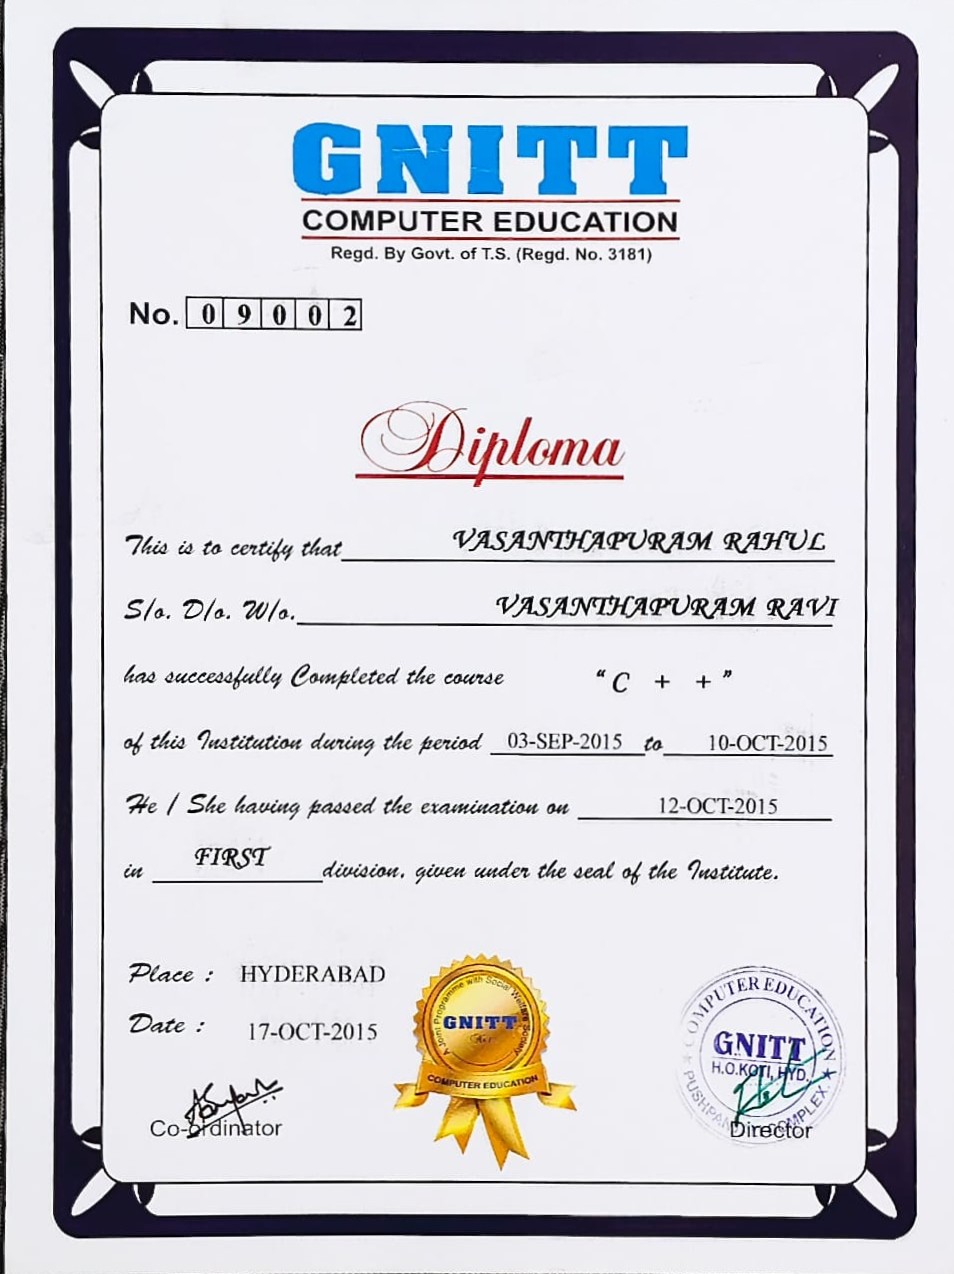 GNITT
COMPUTER EDUCATION
Regd. By Govt. of T.S. (Regd. No. 3181)
No. 09002
Diploma
This is to certify that VASANTHAPURAM RAHUL
S/o. D/o. W/o. VASANTHAPURAM RAVI
has successfully Completed the course “C + +”
of this Institution during the period 03-SEP-2015 to 10-OCT-2015
He / She having passed the examination on 12-OCT-2015
in FIRST division, given under the seal of the Institute.
Place : HYDERABAD
Date : 17-OCT-2015
A Joint Programme with Social Welfare Society
GNITT
COMPUTER EDUCATION
COMPUTER EDUCATION
GNITT
H.O.KOTI, HYD.
COMPLEX
Co-ordinator
Director